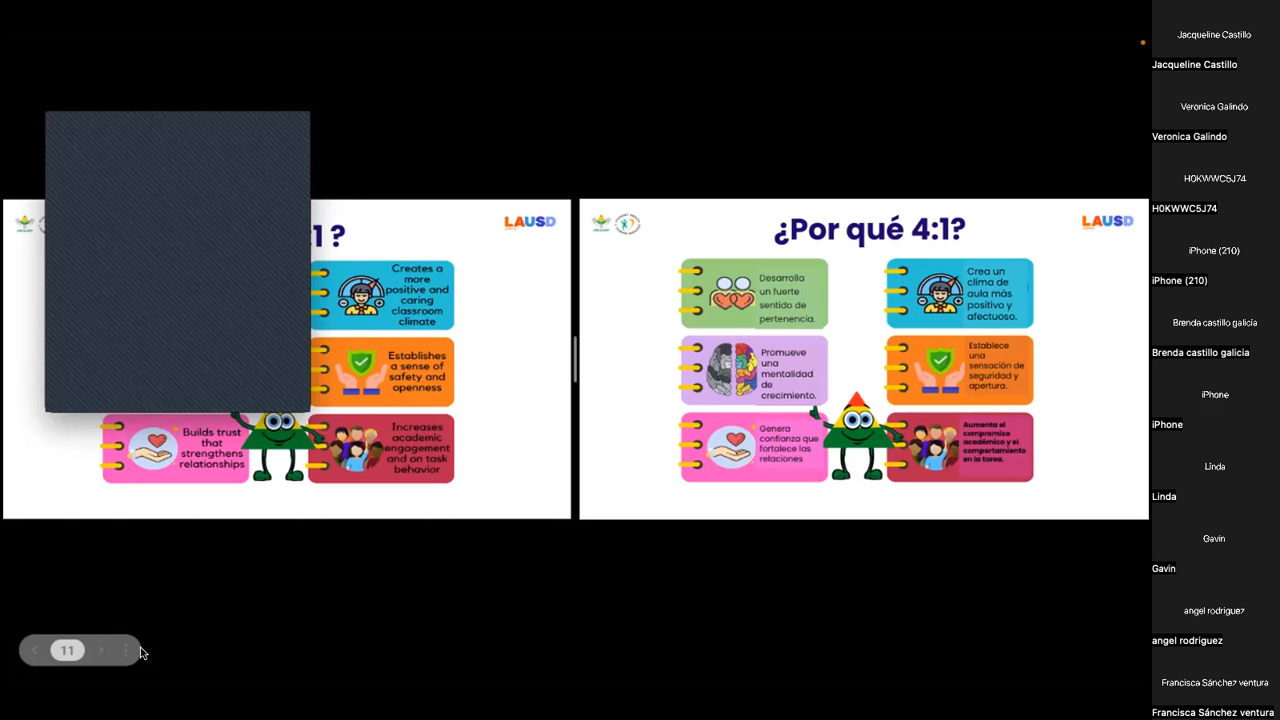 LAUSD
:1 ?
Creates a
more
positive and
caring
classroom
climate
Establishes
a sense of
safety and
openness
Builds trust
that
strengthens
relationships
Increases
academic
engagement
and on task
behavior
LAUSD
¿Por qué 4:1?
Desarrolla
un fuerte
sentido de
pertenencia.
Crea un
clima de
aula más
positivo y
afectuoso.
Promueve
una
mentalidad
de
crecimiento.
Establece
una
sensación de
seguridad y
apertura.
Genera
confianza que
fortalece las
relaciones
Aumenta el
compromiso
académico y el
comportamiento
en la tarea.
11
Jacqueline Castillo
Jacqueline Castillo
Veronica Galindo
Veronica Galindo
H0KWWC5J74
H0KWWC5J74
iPhone (210)
iPhone (210)
Brenda castillo galicia
Brenda castillo galicia
iPhone
iPhone
Linda
Linda
Gavin
Gavin
angel rodriguez
angel rodriguez
Francisca Sánchez ventura
Francisca Sánchez ventura